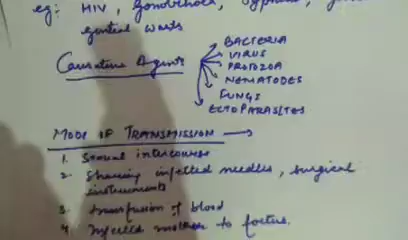 eg: HIV, Gonorrhoea, Syphilis,
genital warts
Causative Agents
BACTERIA
VIRUS
PROTOZOA
NEMATODES
FUNGI
ECTOPARASITES
MODE OF TRANSMISSION →
1. Sexual intercourse
2. Sharing infected needles, surgical
instruments
3. transfusion of blood
4. Infected mother to foetus.